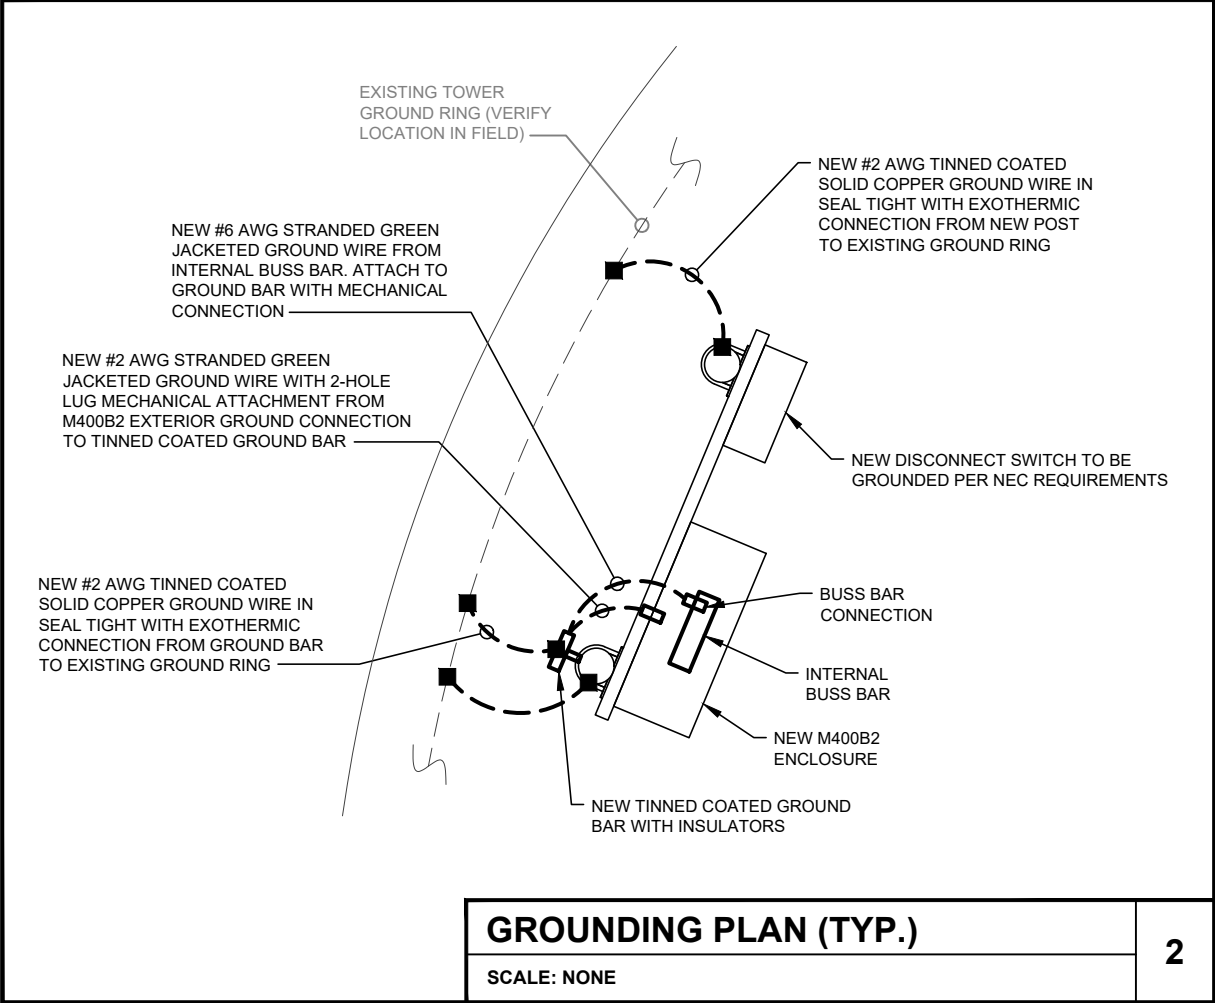 EXISTING TOWER
GROUND RING (VERIFY
LOCATION IN FIELD)
NEW #2 AWG TINNED COATED
SOLID COPPER GROUND WIRE IN
SEAL TIGHT WITH EXOTHERMIC
CONNECTION FROM NEW POST
TO EXISTING GROUND RING
NEW #6 AWG STRANDED GREEN
JACKETED GROUND WIRE FROM
INTERNAL BUSS BAR. ATTACH TO
GROUND BAR WITH MECHANICAL
CONNECTION
NEW #2 AWG STRANDED GREEN
JACKETED GROUND WIRE WITH 2-HOLE
LUG MECHANICAL ATTACHMENT FROM
M400B2 EXTERIOR GROUND CONNECTION
TO TINNED COATED GROUND BAR
NEW DISCONNECT SWITCH TO BE
GROUNDED PER NEC REQUIREMENTS
NEW #2 AWG TINNED COATED
SOLID COPPER GROUND WIRE IN
SEAL TIGHT WITH EXOTHERMIC
CONNECTION FROM GROUND BAR
TO EXISTING GROUND RING
BUSS BAR
CONNECTION
INTERNAL
BUSS BAR
NEW M400B2
ENCLOSURE
NEW TINNED COATED GROUND
BAR WITH INSULATORS
GROUNDING PLAN (TYP.)
SCALE: NONE
2